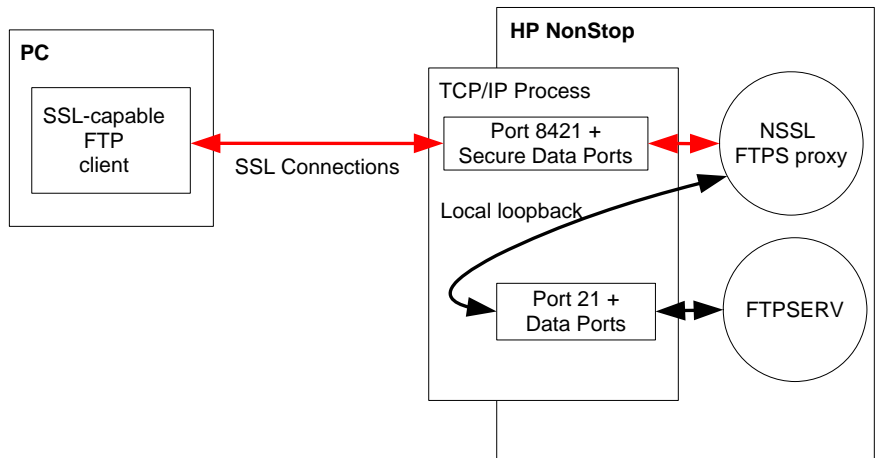 HP NonStop
PC
TCP/IP Process
SSL-capable
FTP
client
Port 8421 +
Secure Data Ports
NSSL
FTPS proxy
SSL Connections
Local loopback
Port 21 +
Data Ports
FTPSERV